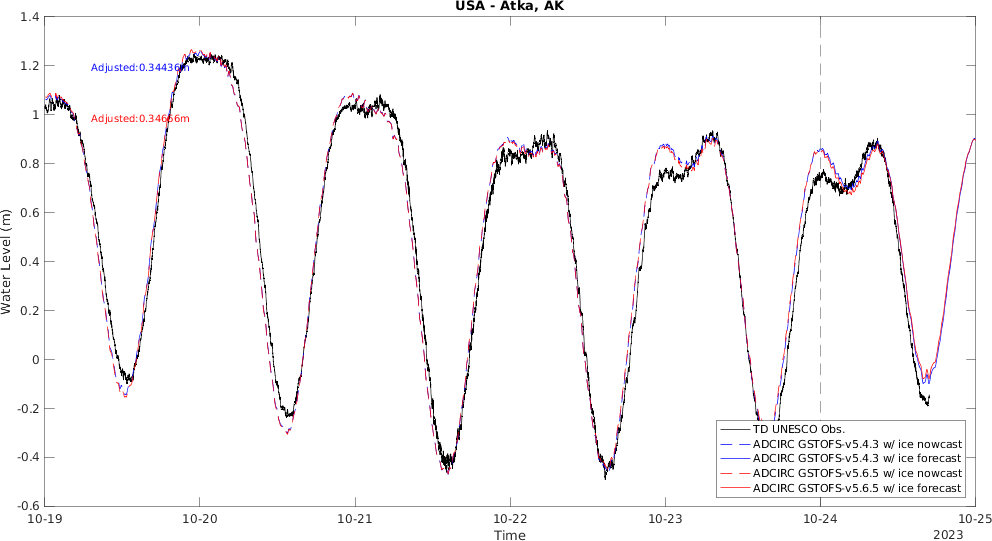 USA - Atka, AK
1.4
1.2
1
0.8
0.6
0.4
0.2
0
-0.2
-0.4
-0.6
Water Level (m)
Adjusted:0.34436m
Adjusted:0.34656m
TD UNESCO Obs.
ADCIRC GSTOFS-v5.4.3 w/ ice nowcast
ADCIRC GSTOFS-v5.4.3 w/ ice forecast
ADCIRC GSTOFS-v5.6.5 w/ ice nowcast
ADCIRC GSTOFS-v5.6.5 w/ ice forecast
10-19 10-20 10-21 10-22 10-23 10-24 10-25
Time
2023